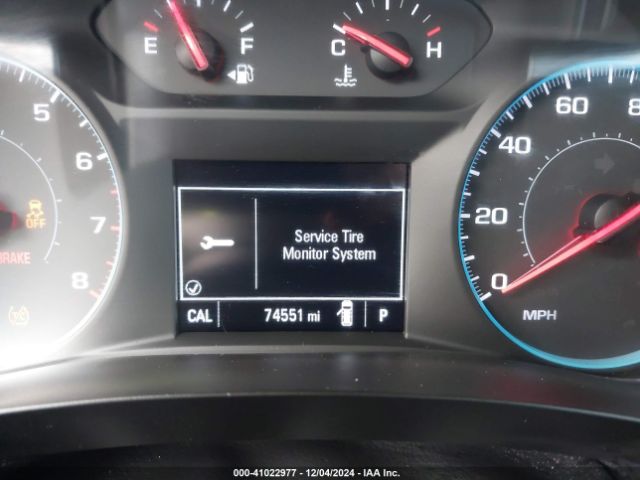 E F
C H
5
6
7
8
OFF
BRAKE
Service Tire
Monitor System
CAL 74551 mi P
0
20
40
60
8
MPH
000-41022977 - 12/04/2024 - IAA Inc.